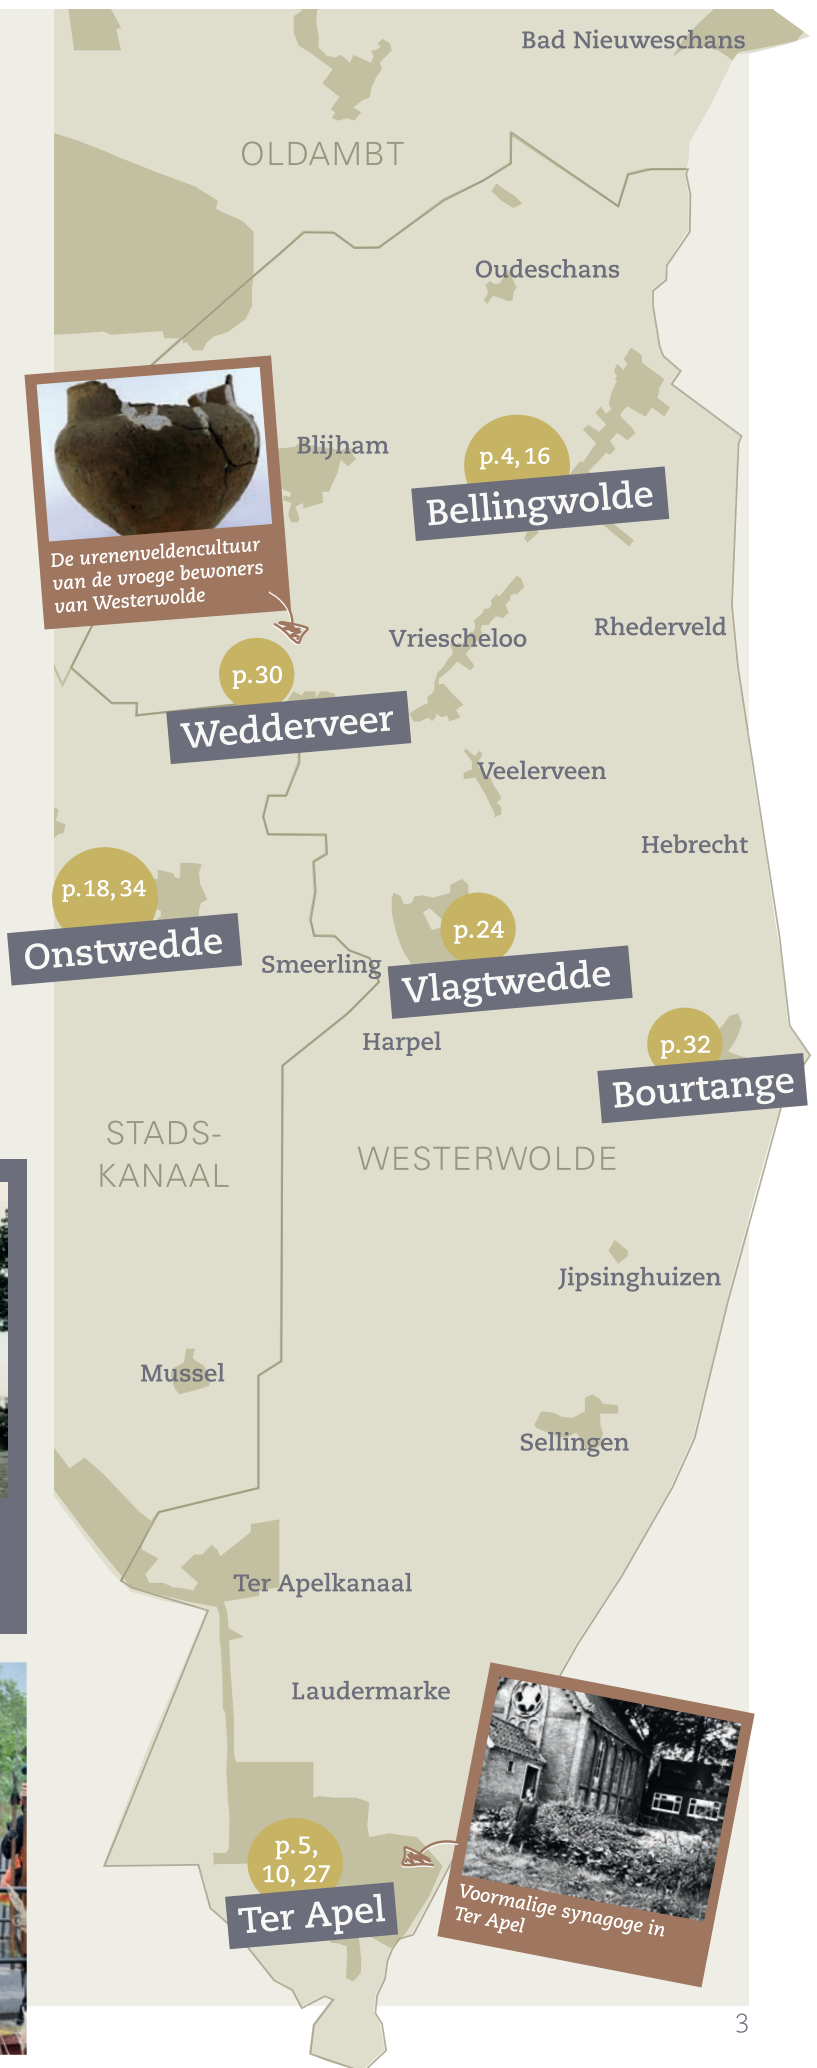 Bad Nieuweschans
OLDAMBT
Oudeschans
Blijham
p.4, 16
Bellingwolde
De urenenveldencultuur
van de vroege bewoners
van Westerwolde
Vriescheloo
Rhederveld
p.30
Wedderveer
Veelerveen
Hebrecht
p.18, 34
Onstwedde
p.24
Smeerling
Vlagtwedde
Harpel
p.32
Bourtange
STADS-
KANAAL
WESTERWOLDE
Jipsinghuizen
Mussel
Sellingen
Ter Apelkanaal
Laudermarke
p.5,
10, 27
Ter Apel
Voormalige synagoge in
Ter Apel
3